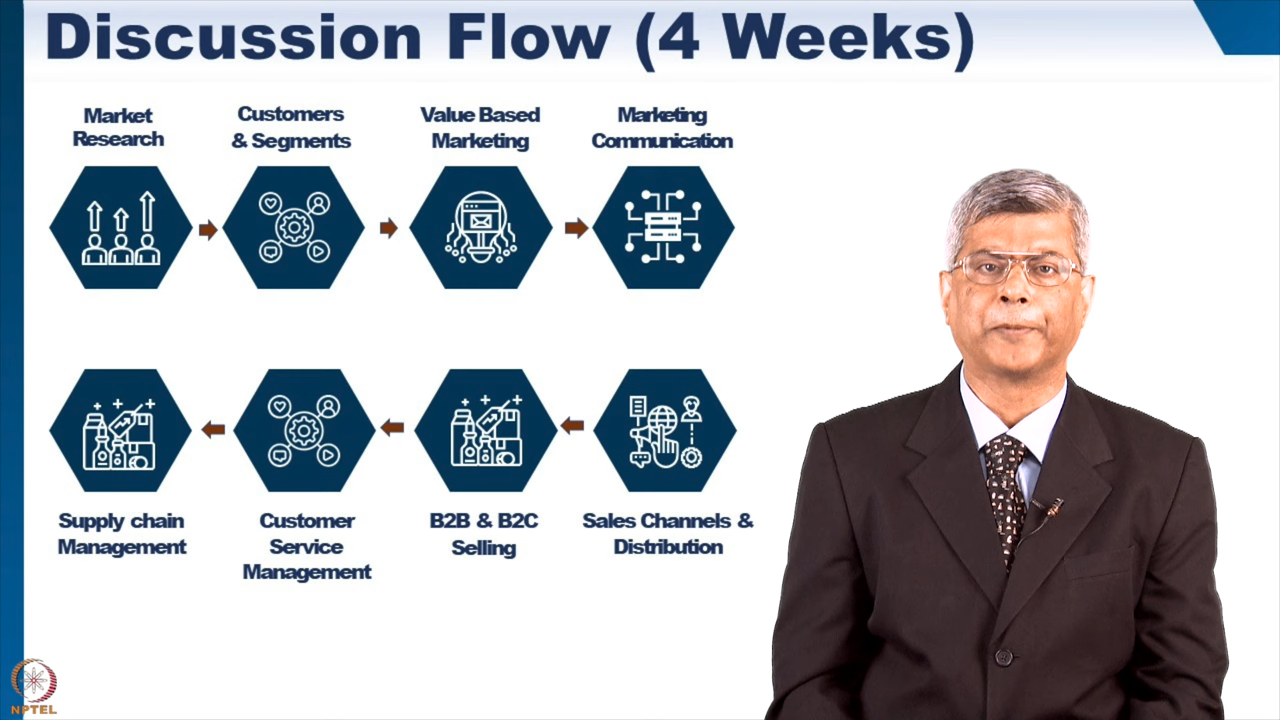 Discussion Flow (4 Weeks)
Market
Research
Customers
& Segments
Value Based
Marketing
Marketing
Communication
Supply chain
Management
Customer
Service
Management
B2B & B2C
Selling
Sales Channels &
Distribution
NPTEL